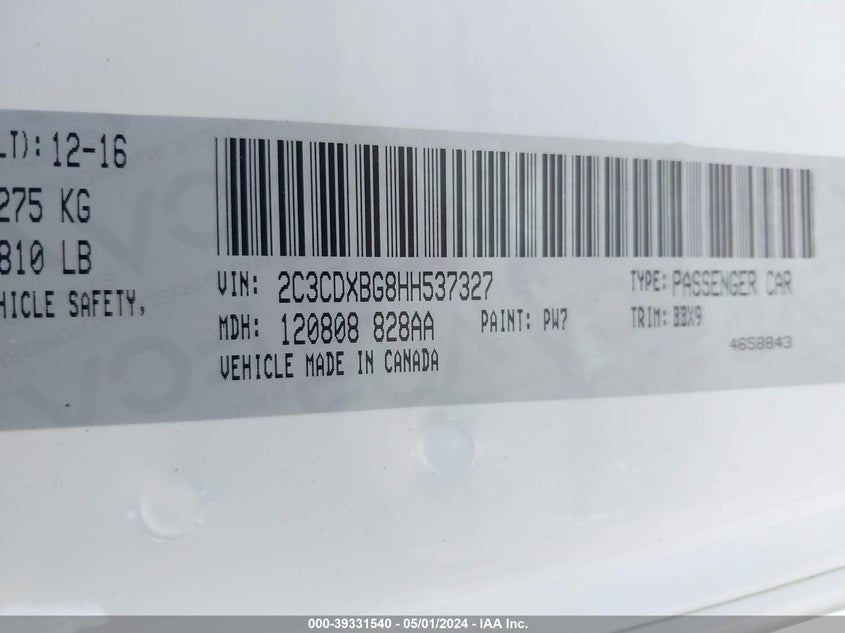 LT): 12-16
275 KG
810 LB
HICLE SAFETY,
VIN: 2C3CDXBG8HH537327 TYPE: PASSENGER CAR
MDH: 120808 828AA PAINT: PW7 TRIM: BBX9
VEHICLE MADE IN CANADA 4658843
000-39331540 - 05/01/2024 - IAA Inc.